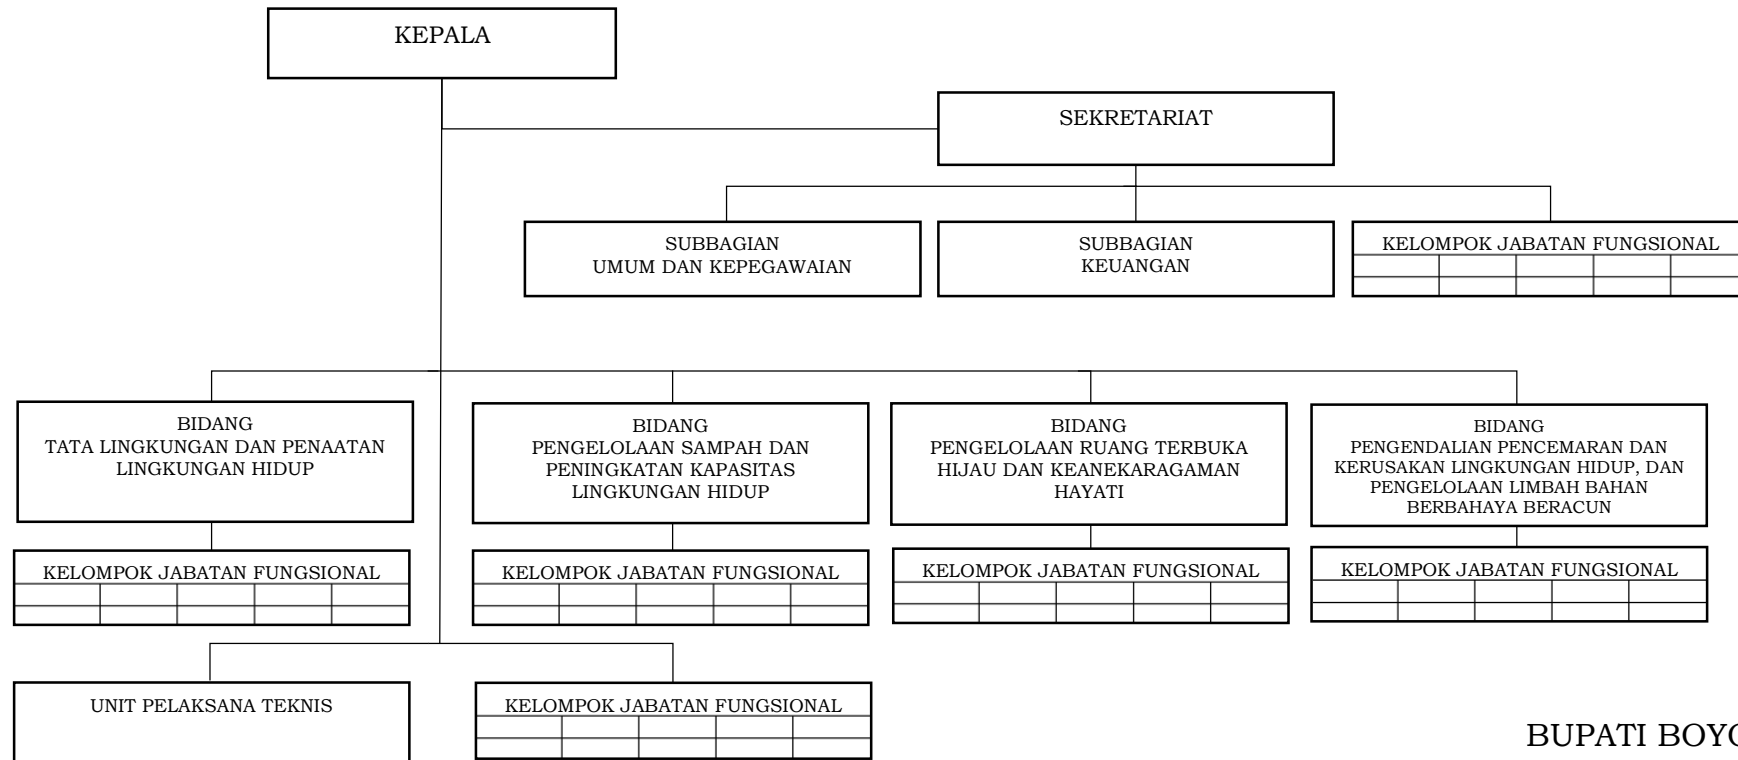 KEPALA
SEKRETARIAT
SUBBAGIAN
UMUM DAN KEPEGAWAIAN
SUBBAGIAN
KEUANGAN
KELOMPOK JABATAN FUNGSIONAL
BIDANG
TATA LINGKUNGAN DAN PENAATAN
LINGKUNGAN HIDUP
BIDANG
PENGELOLAAN SAMPAH DAN
PENINGKATAN KAPASITAS
LINGKUNGAN HIDUP
BIDANG
PENGELOLAAN RUANG TERBUKA
HIJAU DAN KEANEKARAGAMAN
HAYATI
BIDANG
PENGENDALIAN PENCEMARAN DAN
KERUSAKAN LINGKUNGAN HIDUP, DAN
PENGELOLAAN LIMBAH BAHAN
BERBAHAYA BERACUN
KELOMPOK JABATAN FUNGSIONAL
KELOMPOK JABATAN FUNGSIONAL
KELOMPOK JABATAN FUNGSIONAL
KELOMPOK JABATAN FUNGSIONAL
UNIT PELAKSANA TEKNIS
KELOMPOK JABATAN FUNGSIONAL
BUPATI